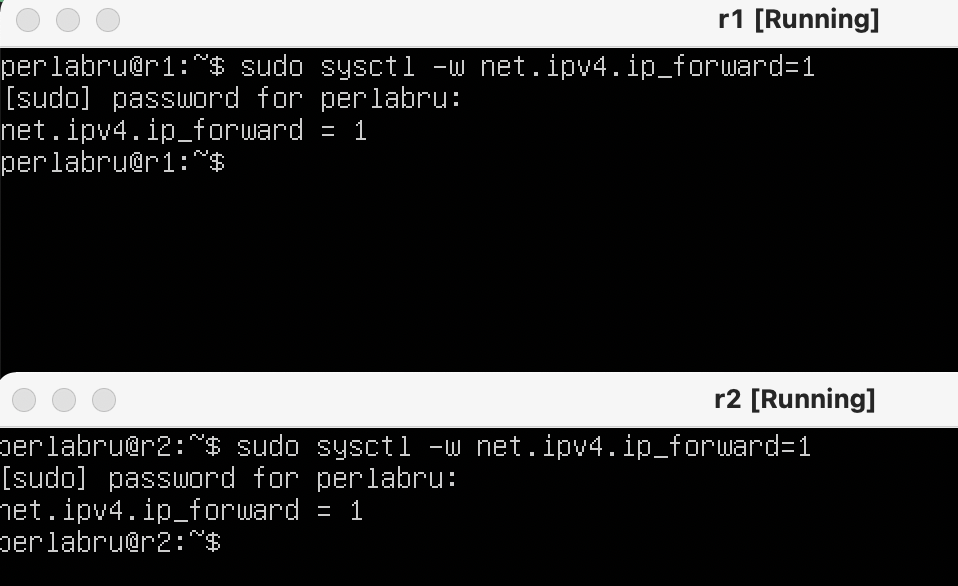 r1 [Running]
perlabru@r1:~$ sudo sysctl -w net.ipv4.ip_forward=1
[sudo] password for perlabru:
net.ipv4.ip_forward = 1
perlabru@r1:~$
r2 [Running]
perlabru@r2:~$ sudo sysctl -w net.ipv4.ip_forward=1
[sudo] password for perlabru:
net.ipv4.ip_forward = 1
perlabru@r2:~$